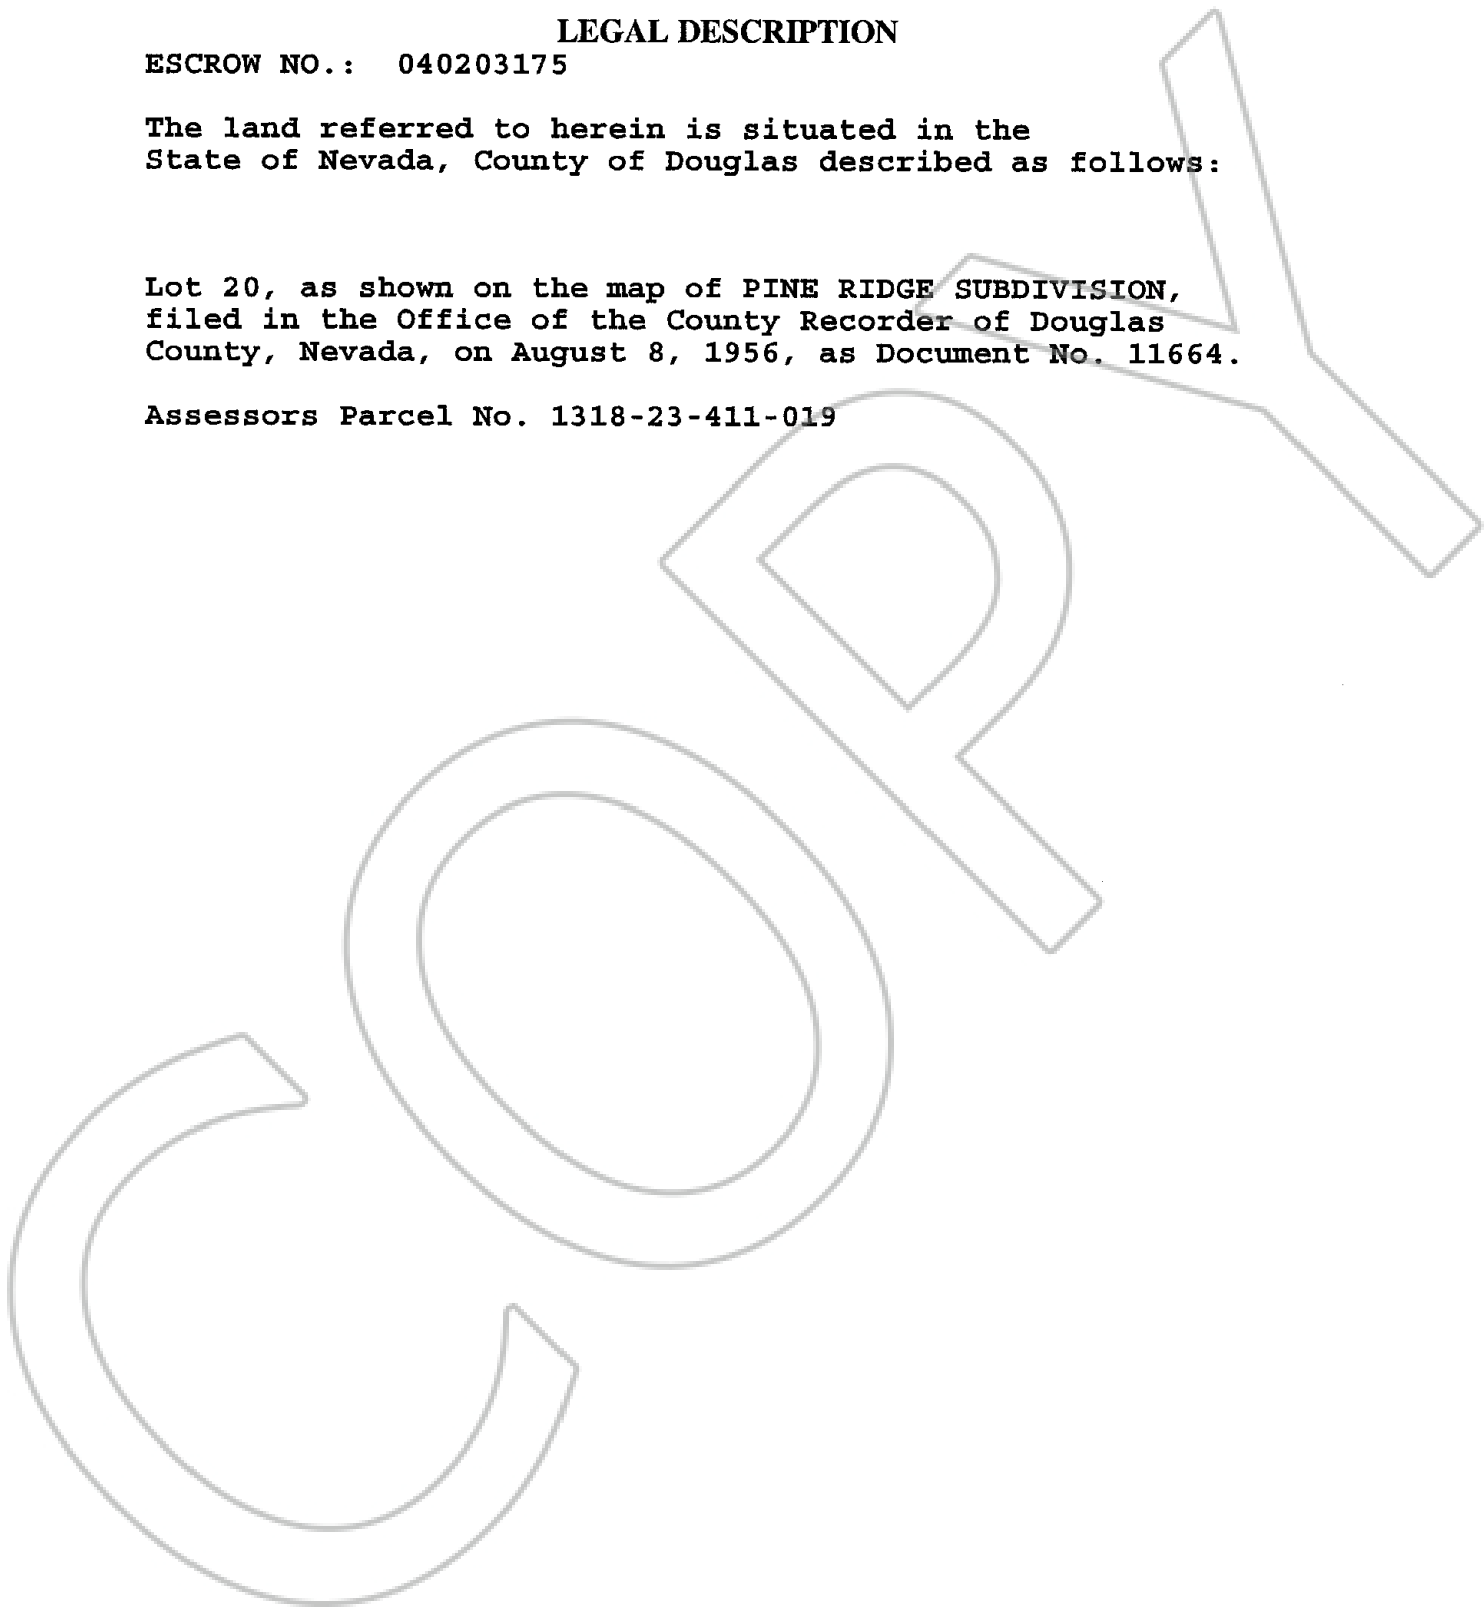 LEGAL DESCRIPTION
ESCROW NO.: 040203175
The land referred to herein is situated in the
State of Nevada, County of Douglas described as follows:
Lot 20, as shown on the map of PINE RIDGE SUBDIVISION,
filed in the Office of the County Recorder of Douglas
County, Nevada, on August 8, 1956, as Document No. 11664.
Assessors Parcel No. 1318-23-411-019
COPY